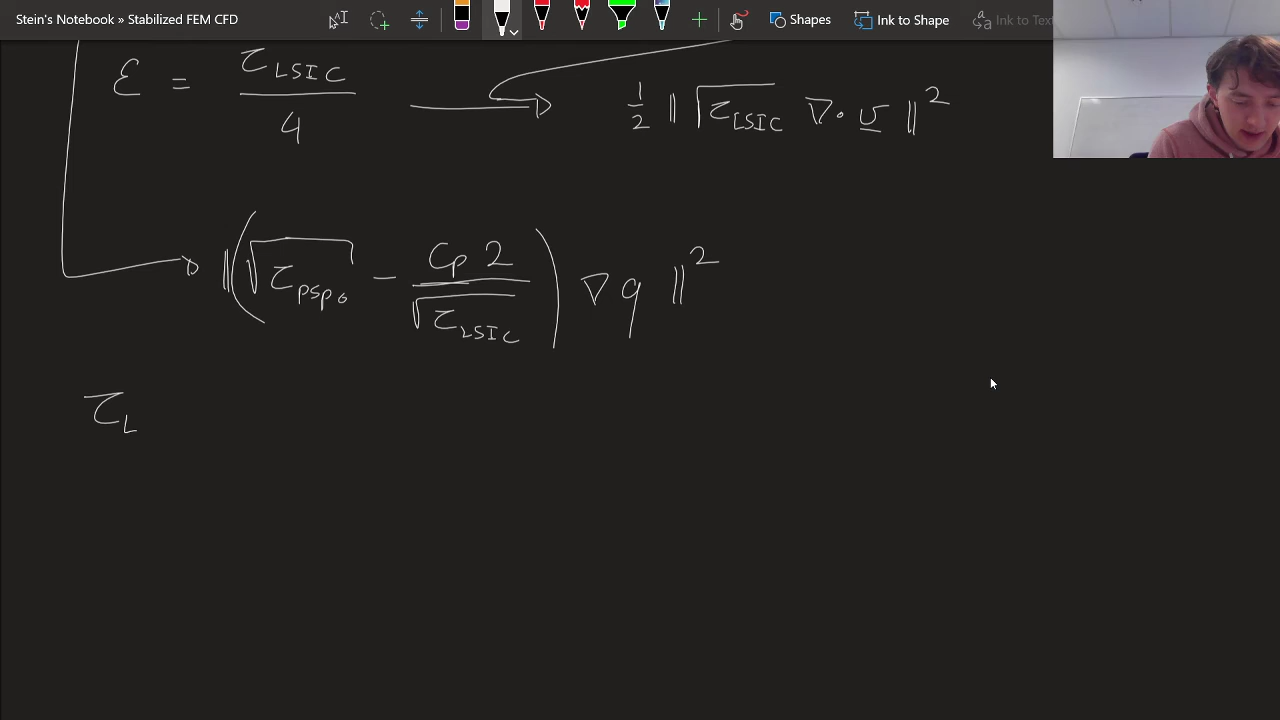 Stein's Notebook » Stabilized FEM CFD
Shapes
Ink to Shape
Ink to Text
ε = τ_LSIC / 4 → 1/2 ‖ √τ_LSIC ∇ · v ‖²
‖ ( √τ_PSPG − C_P 2 / √τ_LSIC ) ∇ q ‖²
τ_L